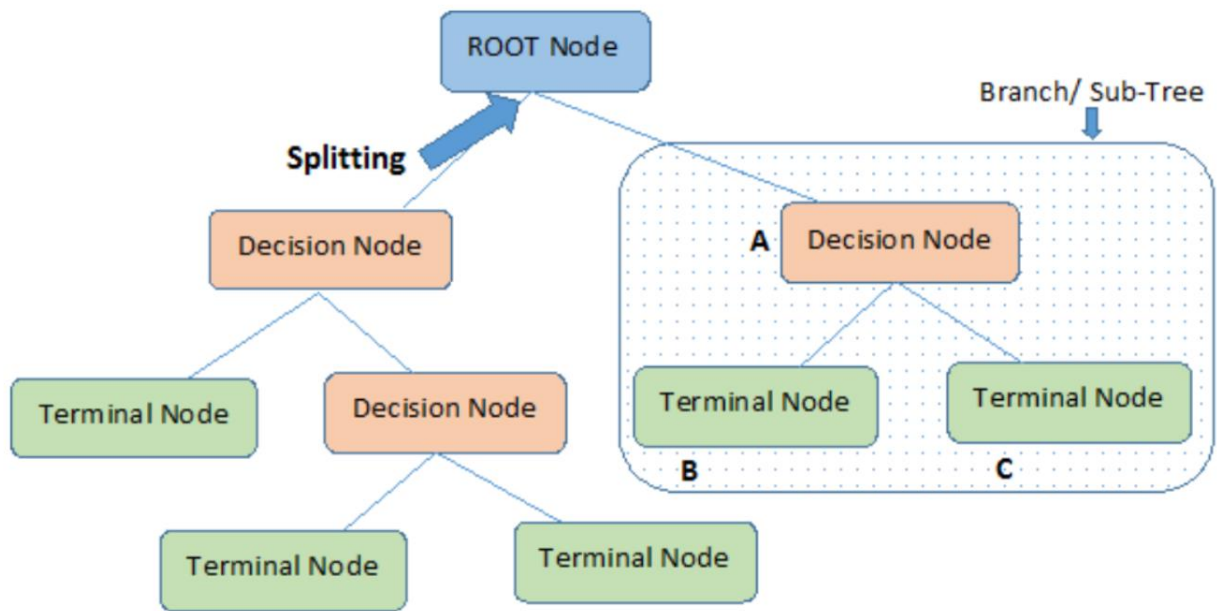 ROOT Node
Branch/ Sub-Tree
Splitting
Decision Node
A
Decision Node
Terminal Node
Decision Node
Terminal Node
Terminal Node
B
C
Terminal Node
Terminal Node